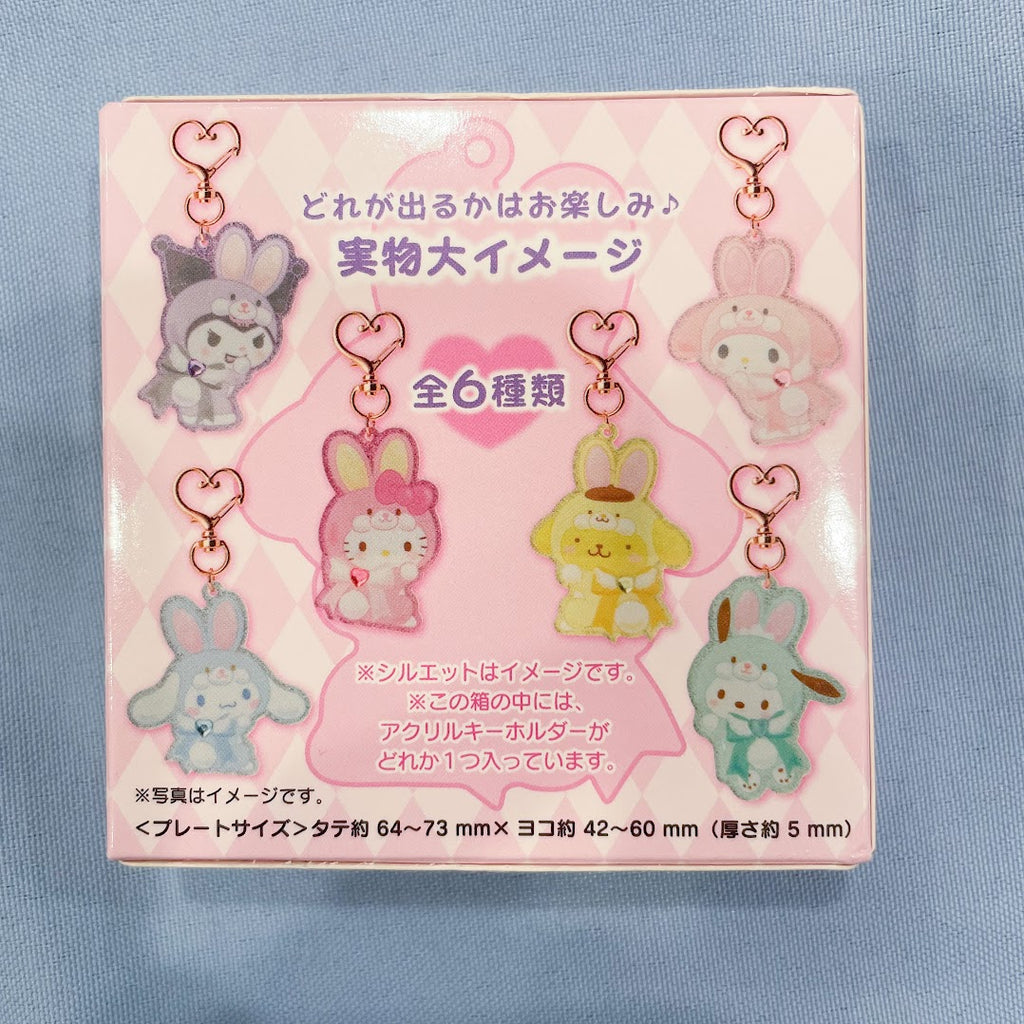 どれが出るかはお楽しみ♪
実物大イメージ
全6種類
※シルエットはイメージです。
※この箱の中には、
アクリルキーホルダーが
どれか1つ入っています。
※写真はイメージです。
<プレートサイズ>タテ約 64～73 mm× ヨコ約 42～60 mm（厚さ約 5 mm）